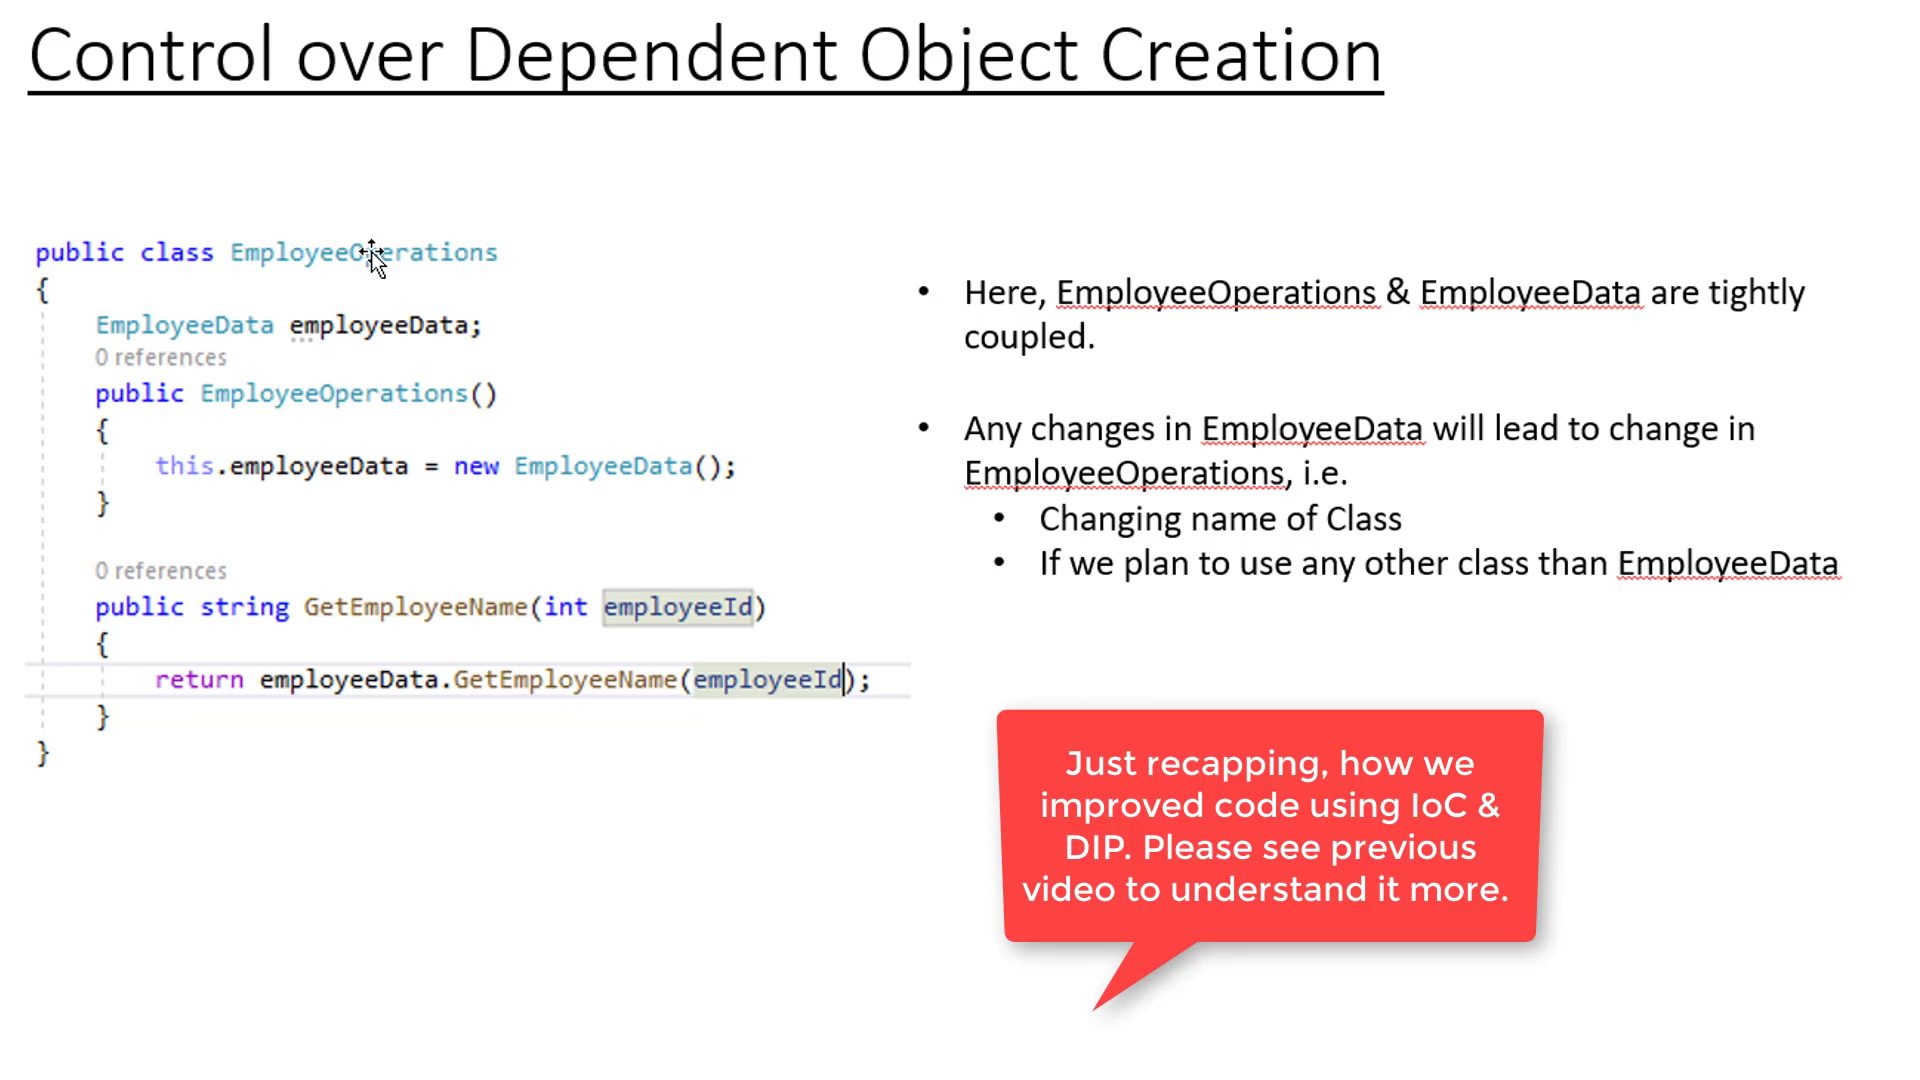 Control over Dependent Object Creation
public class EmployeeOperations
{
EmployeeData employeeData;
0 references
public EmployeeOperations()
{
this.employeeData = new EmployeeData();
}
0 references
public string GetEmployeeName(int employeeId)
{
return employeeData.GetEmployeeName(employeeId);
}
}
• Here, EmployeeOperations & EmployeeData are tightly
coupled.
• Any changes in EmployeeData will lead to change in
EmployeeOperations, i.e.
• Changing name of Class
• If we plan to use any other class than EmployeeData
Just recapping, how we
improved code using IoC &
DIP. Please see previous
video to understand it more.